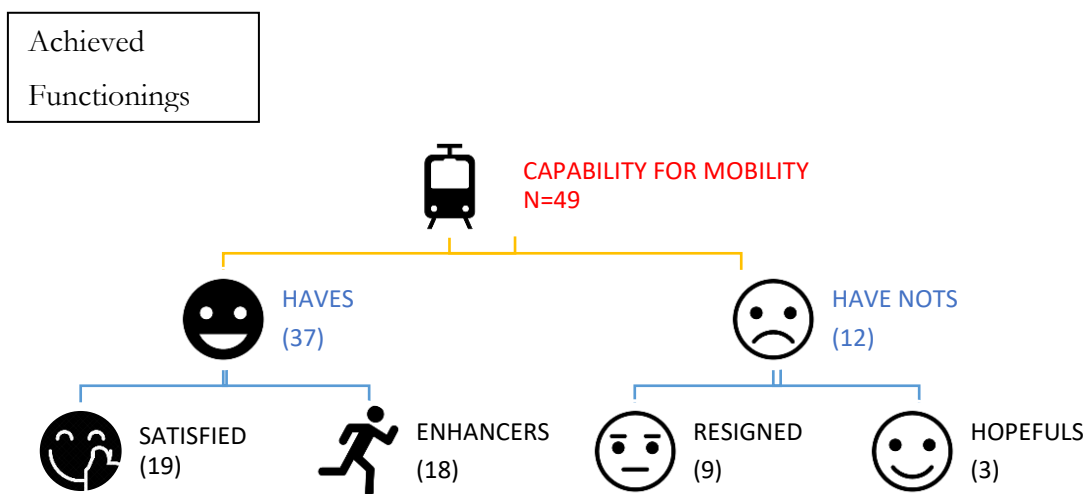 Achieved
Functionings
CAPABILITY FOR MOBILITY
N=49
HAVES
(37)
HAVE NOTS
(12)
SATISFIED
(19)
ENHANCERS
(18)
RESIGNED
(9)
HOPEFULS
(3)